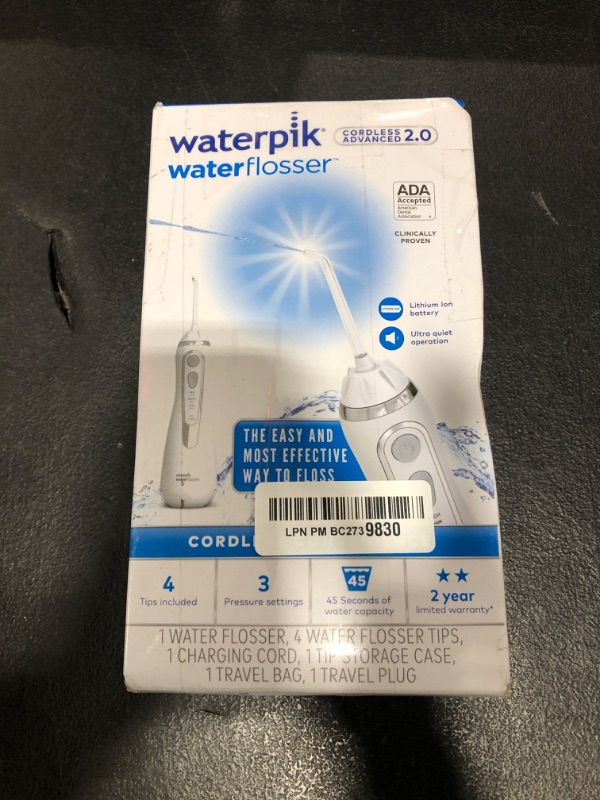 waterpik®
CORDLESS ADVANCED 2.0
waterflosser™
ADA
Accepted
American
Dental
Association
CLINICALLY
PROVEN
Lithium Ion
battery
Ultra quiet
operation
THE EASY AND
MOST EFFECTIVE
WAY TO FLOSS
waterpik
waterflosser
LPN PM BC2739830
CORDL
4
Tips included
3
Pressure settings
45
45 Seconds of
water capacity
★★
2 year
limited warranty*
1 WATER FLOSSER, 4 WATER FLOSSER TIPS,
1 CHARGING CORD, 1 TIP STORAGE CASE,
1 TRAVEL BAG, 1 TRAVEL PLUG